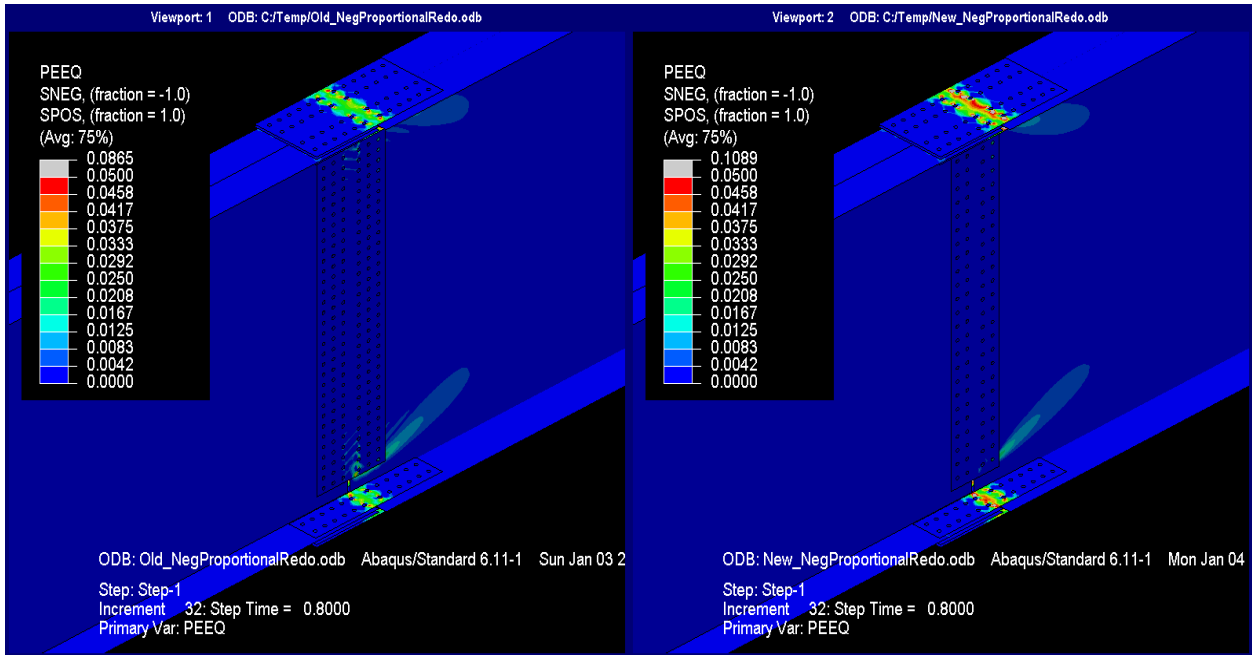 Viewport: 1 ODB: C:/Temp/Old_NegProportionalRedo.odb
PEEQ
SNEG, (fraction = -1.0)
SPOS, (fraction = 1.0)
(Avg: 75%)
0.0865
0.0500
0.0458
0.0417
0.0375
0.0333
0.0292
0.0250
0.0208
0.0167
0.0125
0.0083
0.0042
0.0000
ODB: Old_NegProportionalRedo.odb Abaqus/Standard 6.11-1 Sun Jan 03 2
Step: Step-1
Increment 32: Step Time = 0.8000
Primary Var: PEEQ
Viewport: 2 ODB: C:/Temp/New_NegProportionalRedo.odb
PEEQ
SNEG, (fraction = -1.0)
SPOS, (fraction = 1.0)
(Avg: 75%)
0.1089
0.0500
0.0458
0.0417
0.0375
0.0333
0.0292
0.0250
0.0208
0.0167
0.0125
0.0083
0.0042
0.0000
ODB: New_NegProportionalRedo.odb Abaqus/Standard 6.11-1 Mon Jan 04
Step: Step-1
Increment 32: Step Time = 0.8000
Primary Var: PEEQ